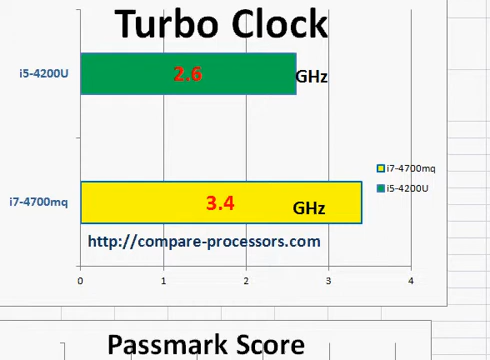 Turbo Clock
i5-4200U
2.6
GHz
i7-4700mq
i5-4200U
i7-4700mq
3.4
GHz
http://compare-processors.com
0 1 2 3 4
Passmark Score